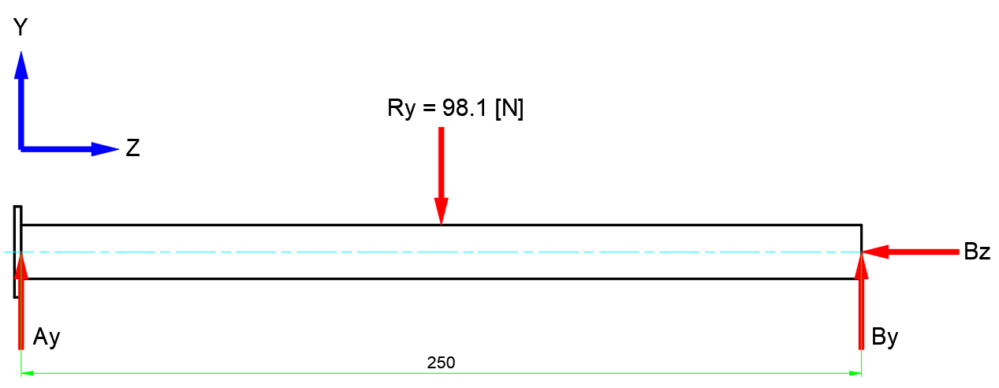 Y
Ry = 98.1 [N]
Z
Bz
Ay
By
250